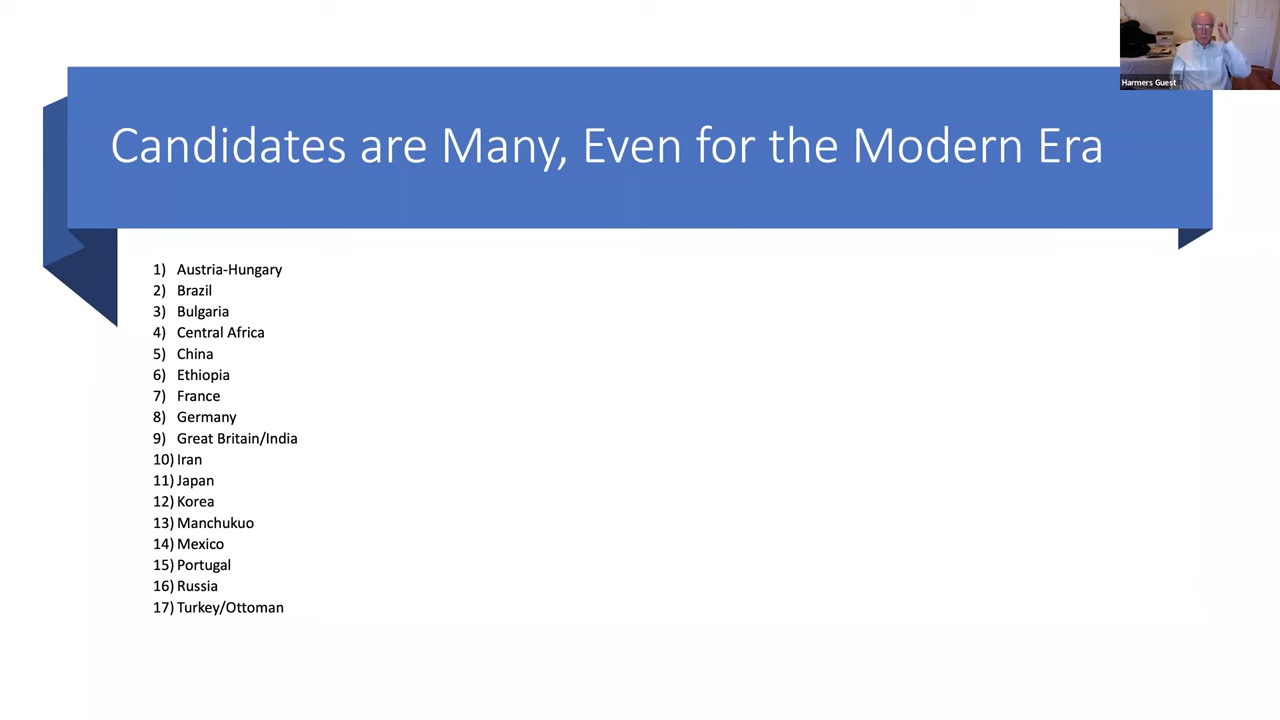 Harmers Guest
Candidates are Many, Even for the Modern Era
1) Austria-Hungary
2) Brazil
3) Bulgaria
4) Central Africa
5) China
6) Ethiopia
7) France
8) Germany
9) Great Britain/India
10) Iran
11) Japan
12) Korea
13) Manchukuo
14) Mexico
15) Portugal
16) Russia
17) Turkey/Ottoman